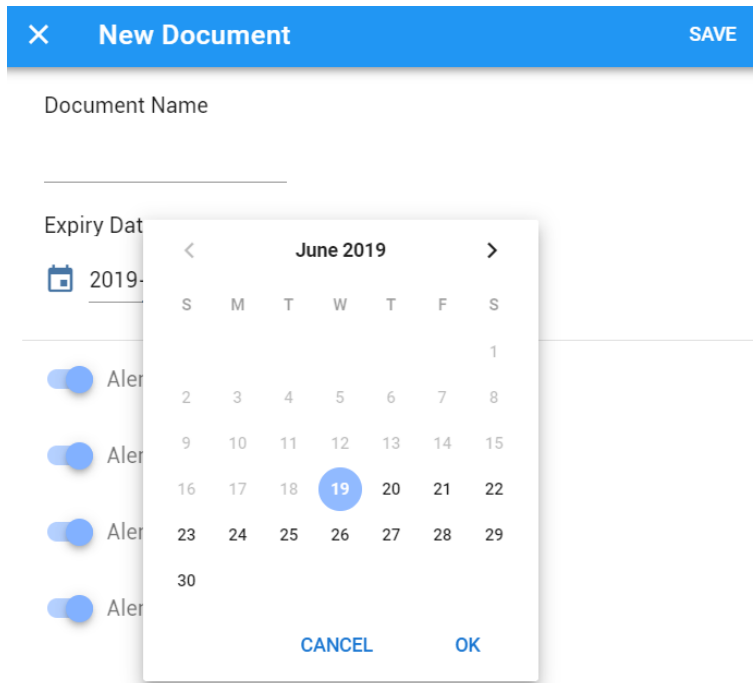 New Document SAVE
Document Name
Expiry Dat
June 2019
2019-
S M T W T F S
1
2 3 4 5 6 7 8
Aler
9 10 11 12 13 14 15
Aler
16 17 18 19 20 21 22
Aler
23 24 25 26 27 28 29
30
Aler
CANCEL OK